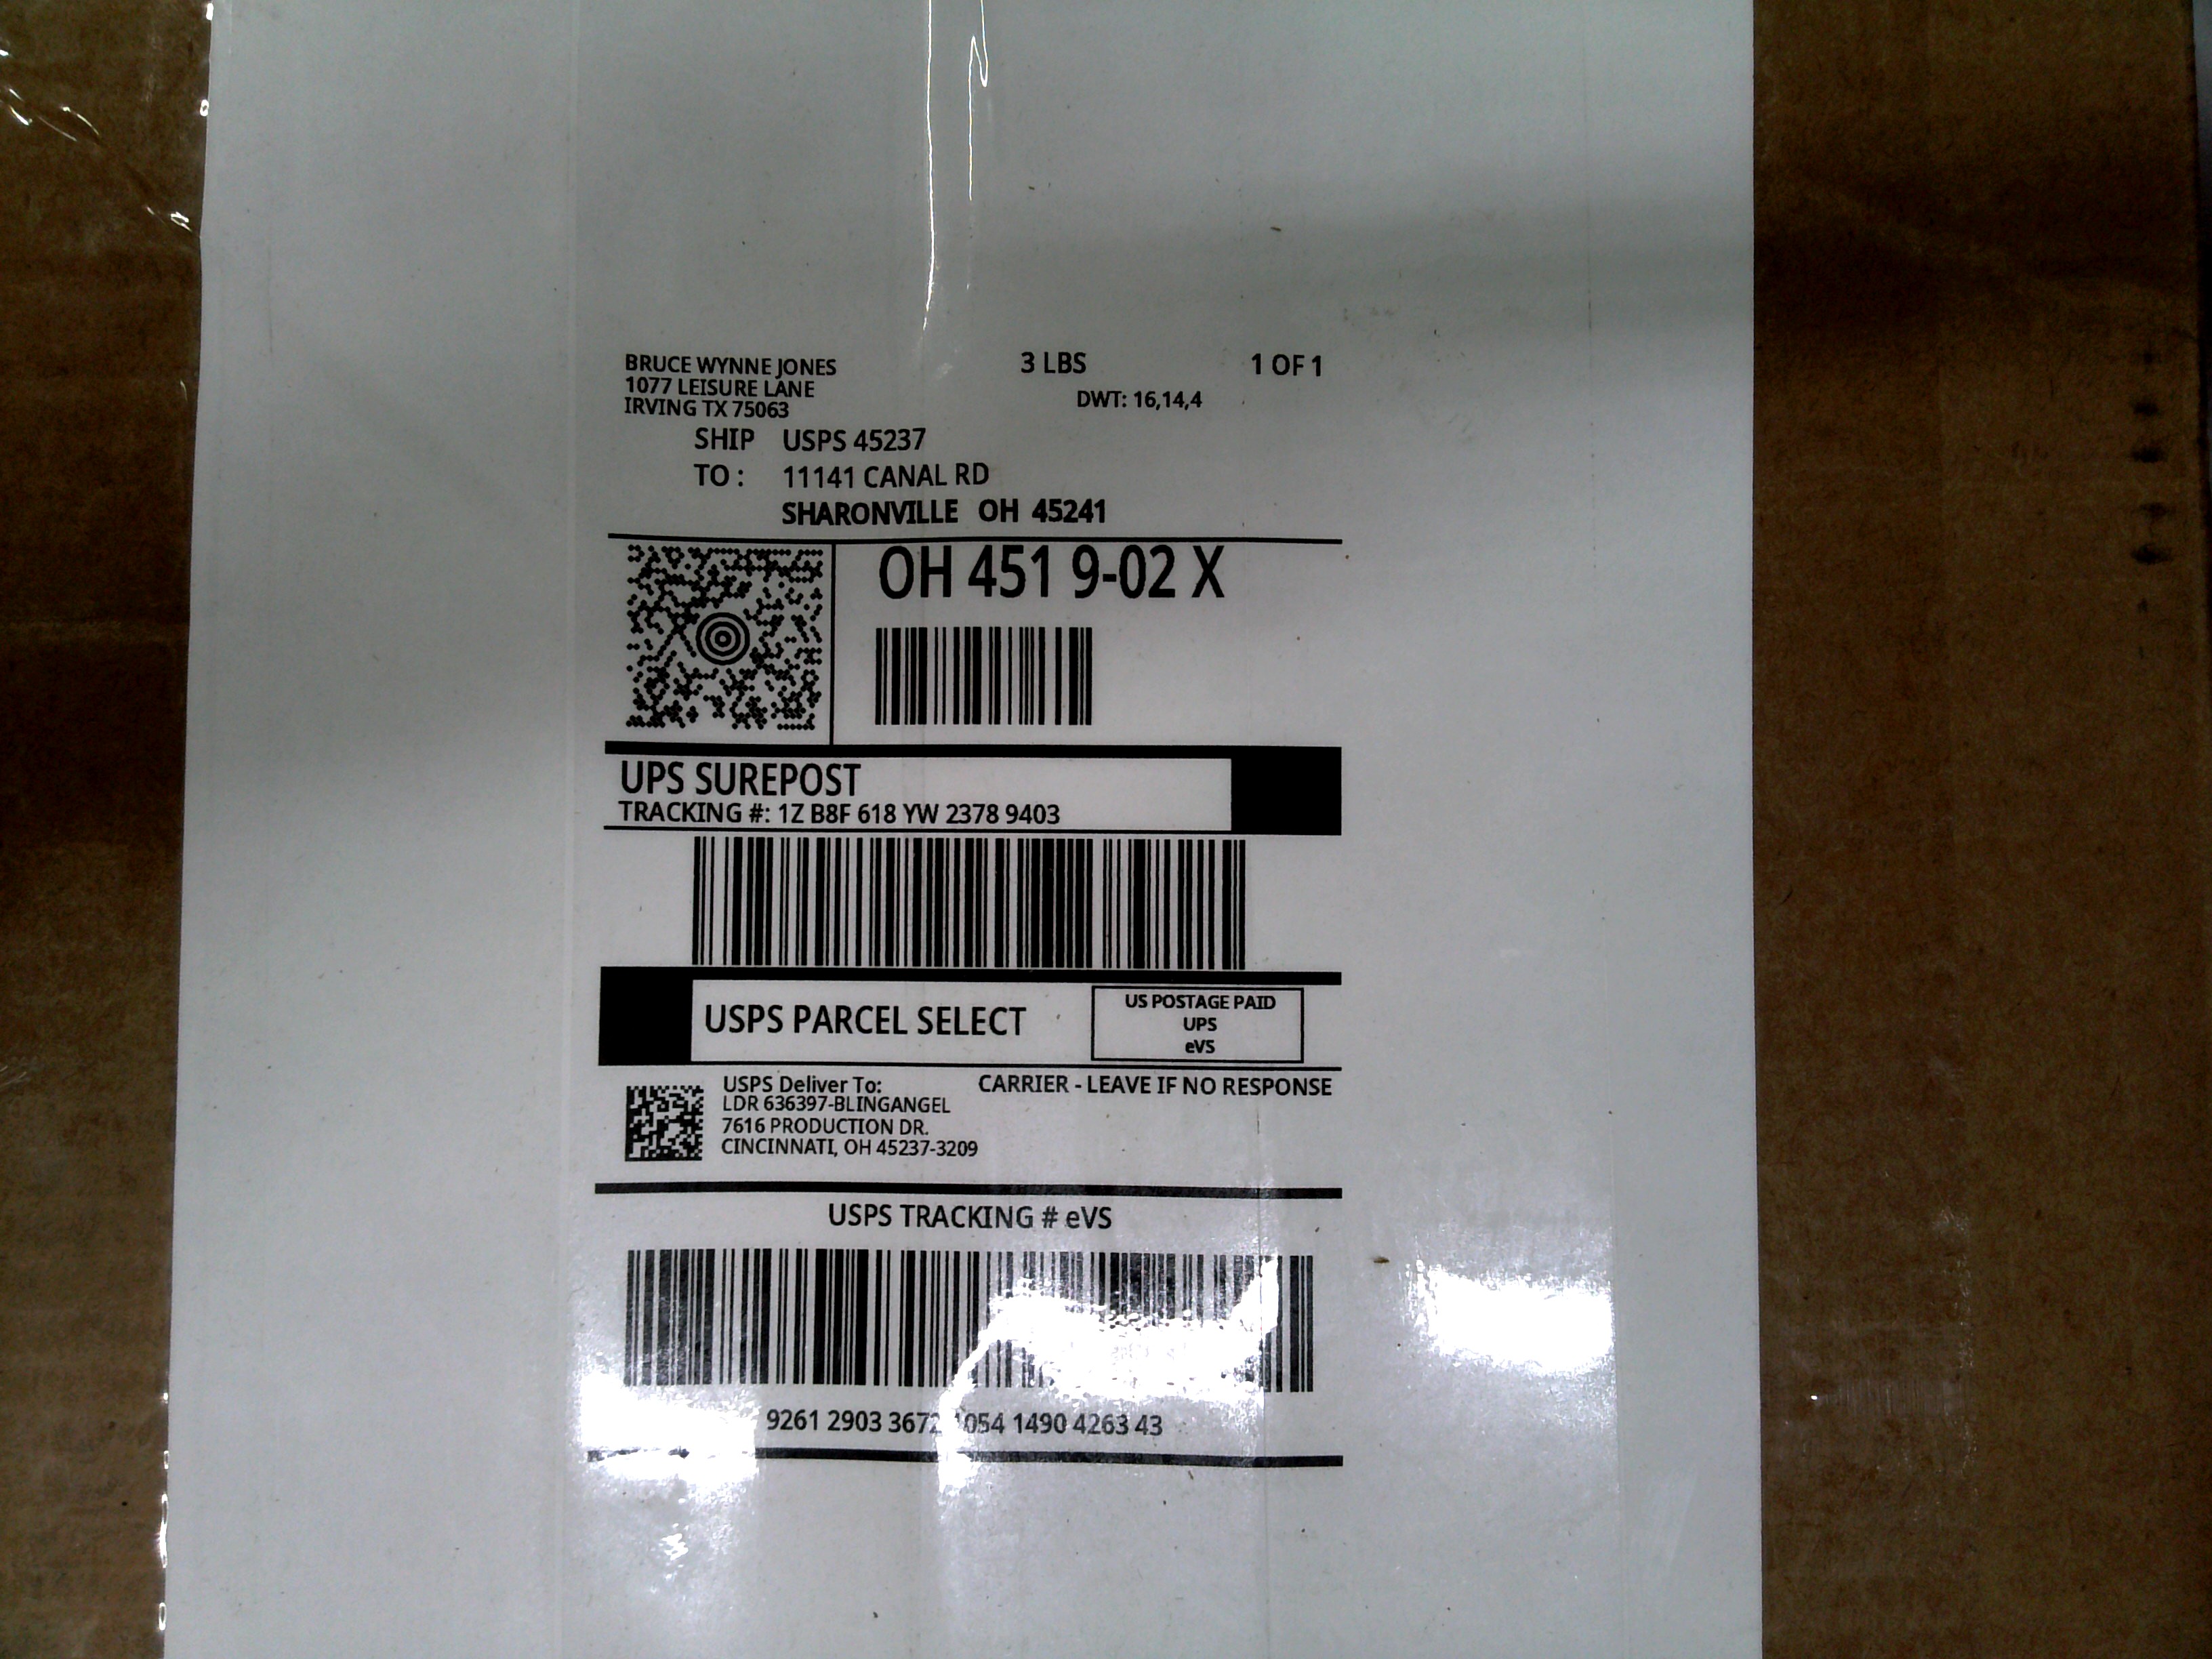 BRUCE WYNNE JONES
1077 LEISURE LANE
IRVING TX 75063
3 LBS
1 OF 1
DWT: 16,14,4
SHIP TO: USPS 45237
11141 CANAL RD
SHARONVILLE OH 45241
OH 451 9-02 X
UPS SUREPOST
TRACKING #: 1Z B8F 618 YW 2378 9403
USPS PARCEL SELECT
US POSTAGE PAID
UPS
eVS
USPS Deliver To:
CARRIER - LEAVE IF NO RESPONSE
LDR 636397-BLINGANGEL
7616 PRODUCTION DR.
CINCINNATI, OH 45237-3209
USPS TRACKING # eVS
9261 2903 3672 1054 1490 4263 43